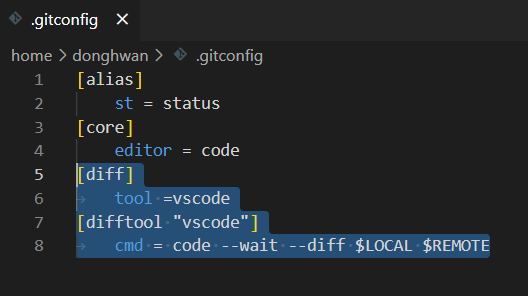 .gitconfig ×
home > donghwan > .gitconfig
1 [alias]
2 st = status
3 [core]
4 editor = code
5 [diff]
6 tool =vscode
7 [difftool "vscode"]
8 cmd = code --wait --diff $LOCAL $REMOTE